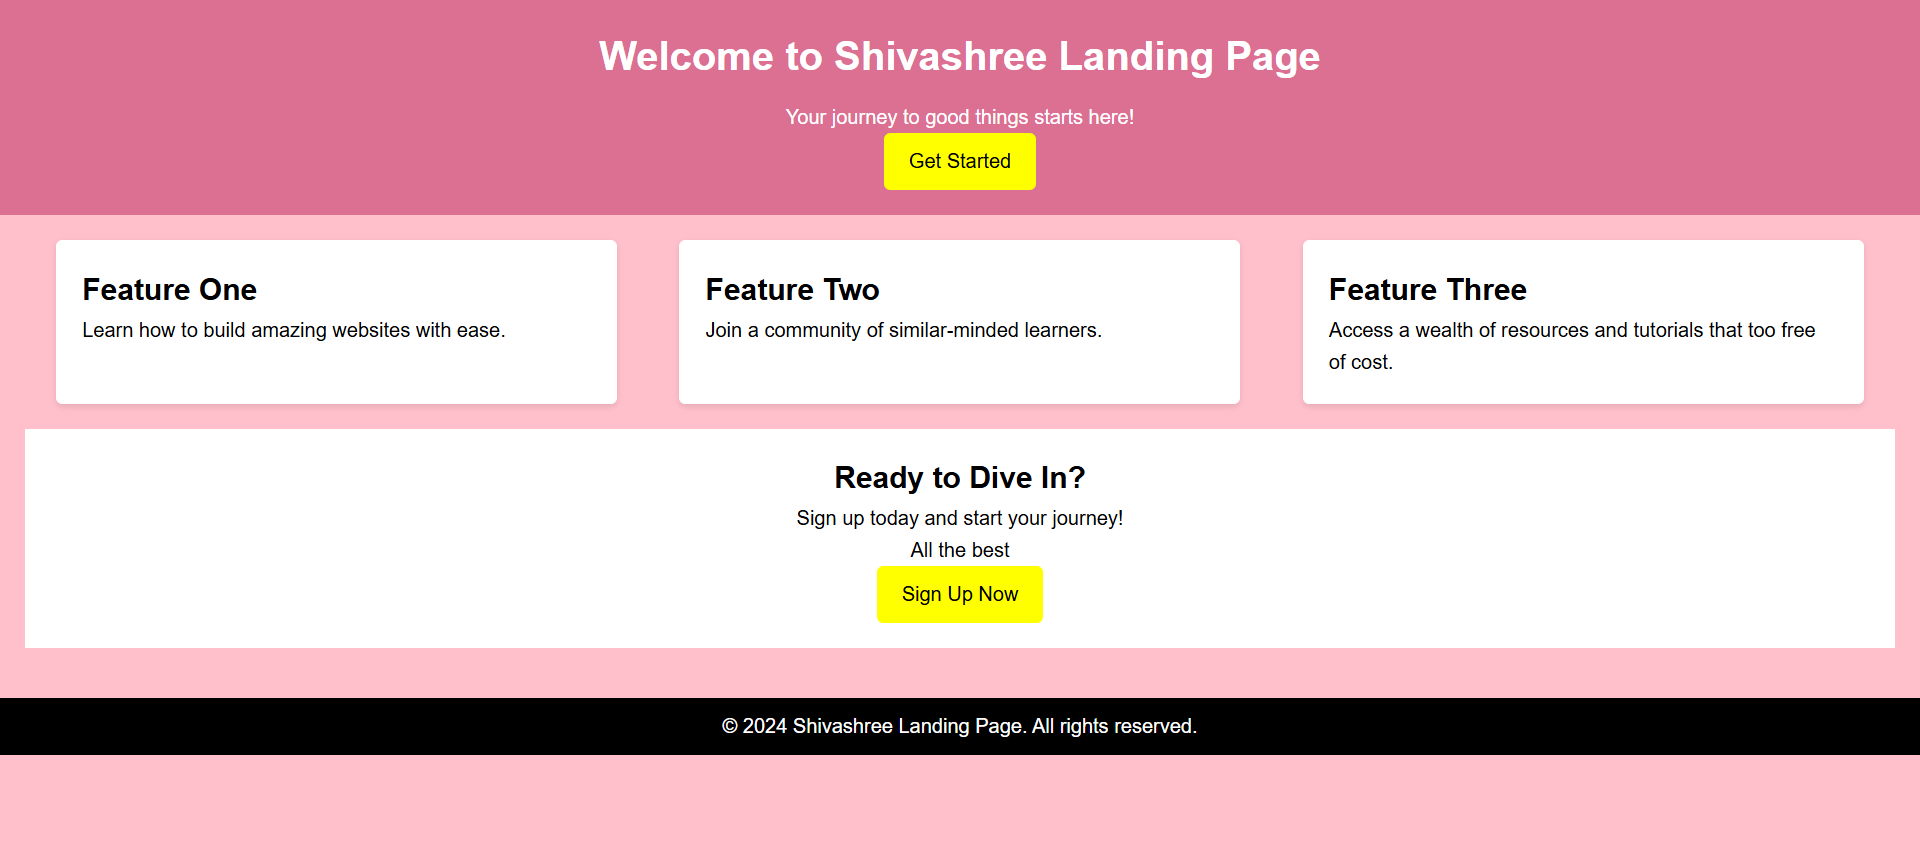 Welcome to Shivashree Landing Page
Your journey to good things starts here!
Get Started
Feature One
Learn how to build amazing websites with ease.
Feature Two
Join a community of similar-minded learners.
Feature Three
Access a wealth of resources and tutorials that too free
of cost.
Ready to Dive In?
Sign up today and start your journey!
All the best
Sign Up Now
© 2024 Shivashree Landing Page. All rights reserved.